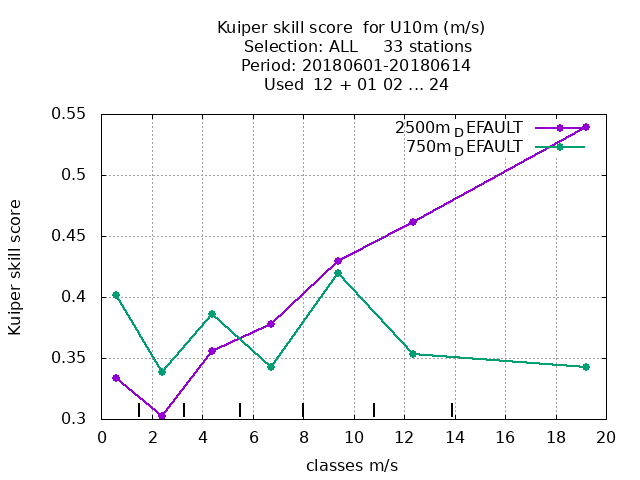 Kuiper skill score  for U10m (m/s)
Selection: ALL     33 stations
Period: 20180601-20180614
Used  12 + 01 02 ... 24
2500m_DEFAULT
750m_DEFAULT
Kuiper skill score
0.55
0.5
0.45
0.4
0.35
0.3
0 2 4 6 8 10 12 14 16 18 20
classes m/s